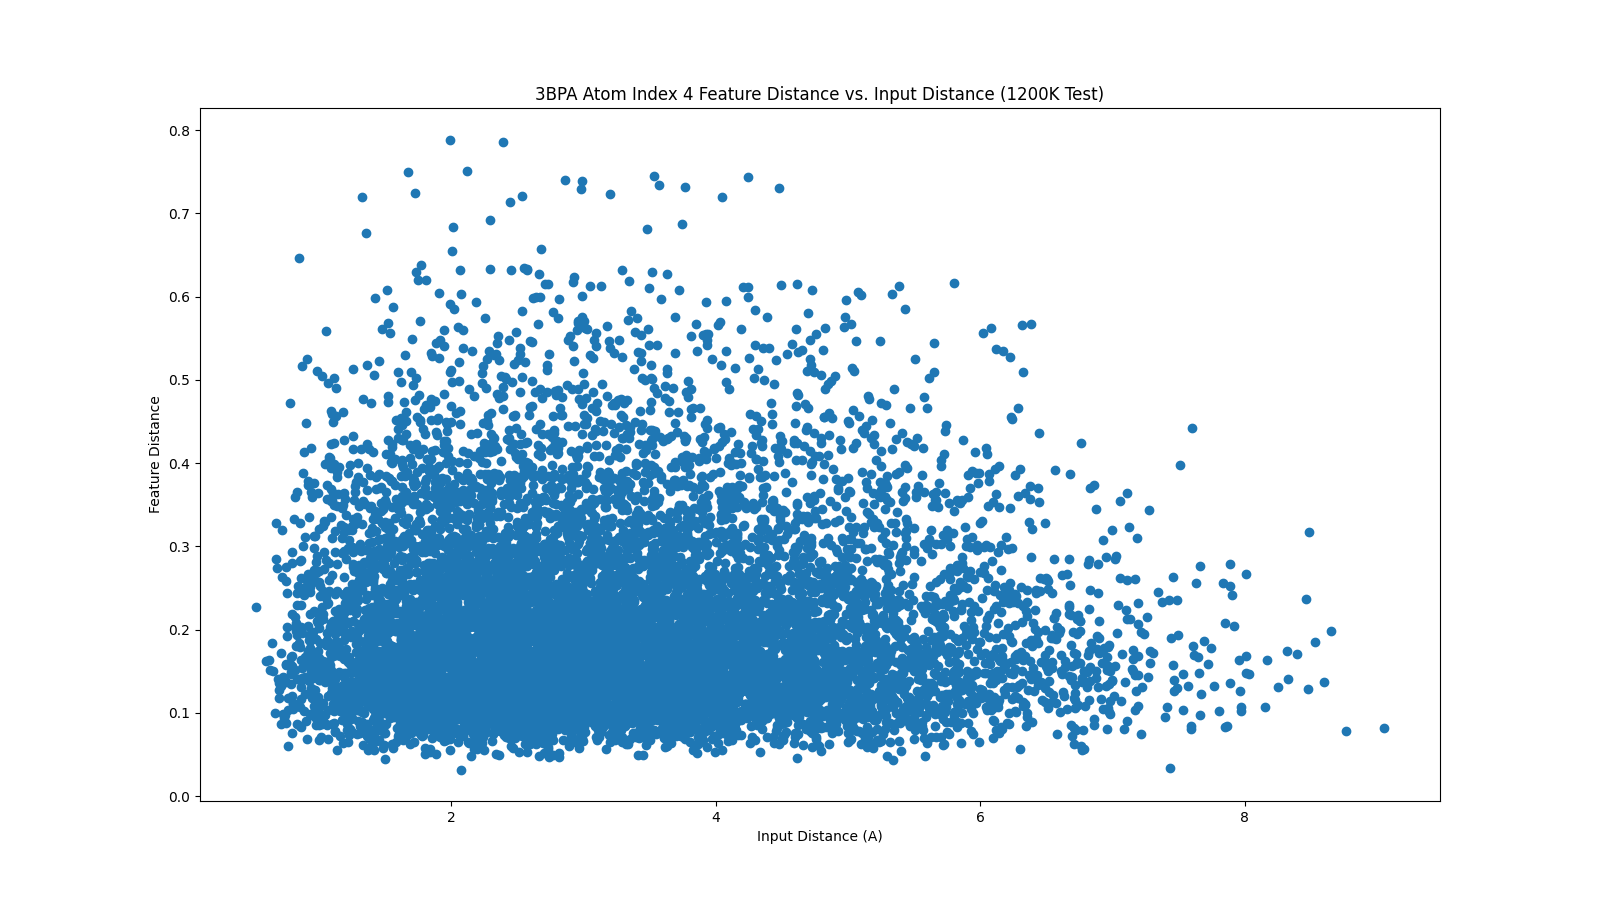 3BPA Atom Index 4 Feature Distance vs. Input Distance (1200K Test)
0.8
0.7
0.6
0.5
0.4
0.3
0.2
0.1
0.0
Feature Distance
2 4 6 8
Input Distance (A)